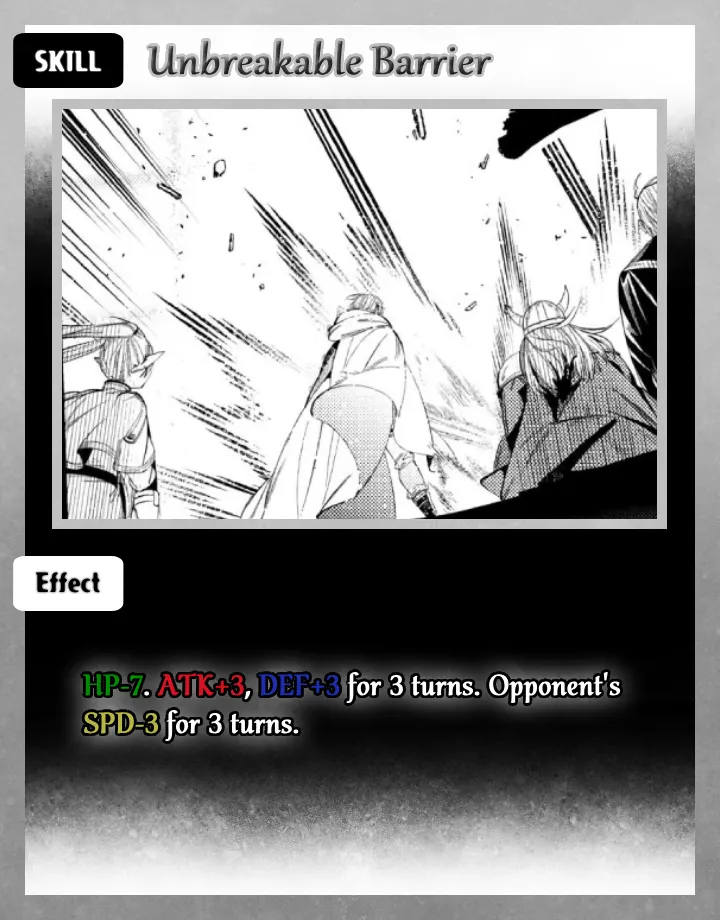 SKILL
Unbreakable Barrier
Effect
HP-7. ATK+3, DEF+3 for 3 turns. Opponent's
SPD-3 for 3 turns.